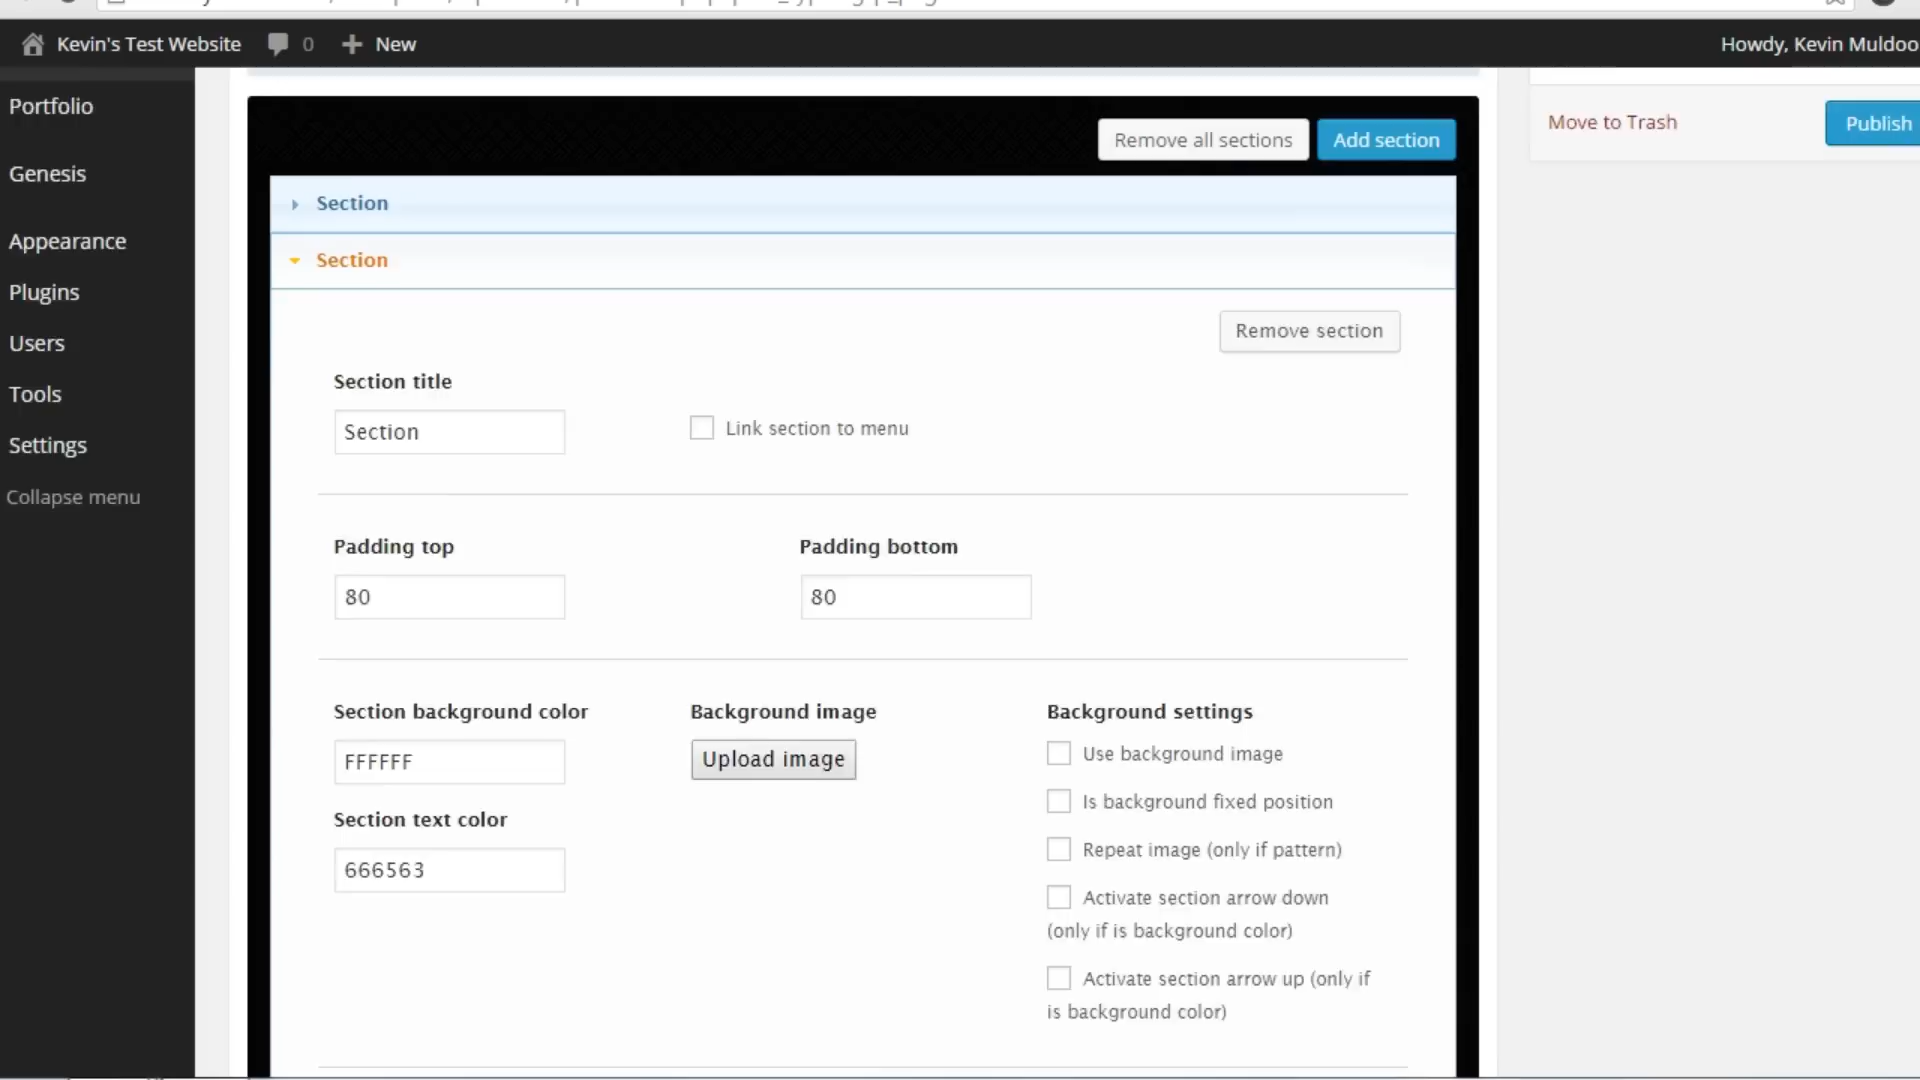 Kevin's Test Website 0 New Howdy, Kevin Muldoo
Portfolio
Genesis
Appearance
Plugins
Users
Tools
Settings
Collapse menu
Remove all sections Add section
Move to Trash Publish
Section
Section
Remove section
Section title
Section Link section to menu
Padding top Padding bottom
80 80
Section background color Background image Background settings
FFFFFF Upload image Use background image
Is background fixed position
Section text color
666563
Repeat image (only if pattern)
Activate section arrow down
(only if is background color)
Activate section arrow up (only if
is background color)